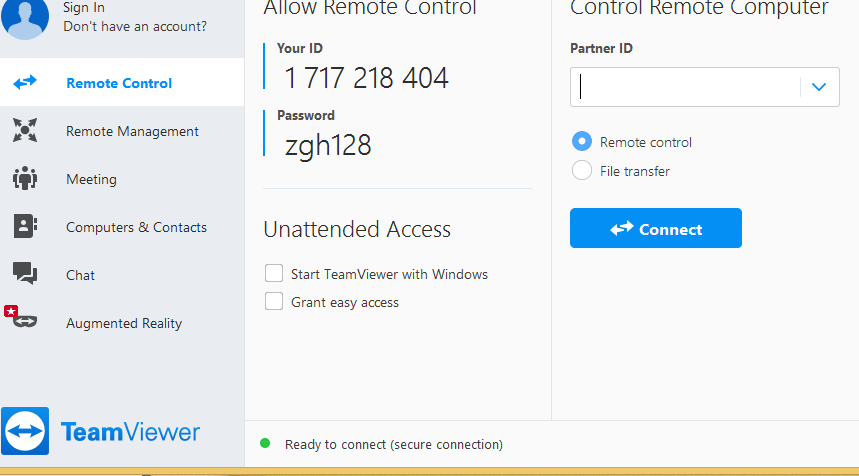 Sign In
Don't have an account?
Remote Control
Remote Management
Meeting
Computers & Contacts
Chat
Augmented Reality
TeamViewer
Allow Remote Control
Your ID
1 717 218 404
Password
zgh128
Unattended Access
Start TeamViewer with Windows
Grant easy access
Control Remote Computer
Partner ID
Remote control
File transfer
Connect
Ready to connect (secure connection)